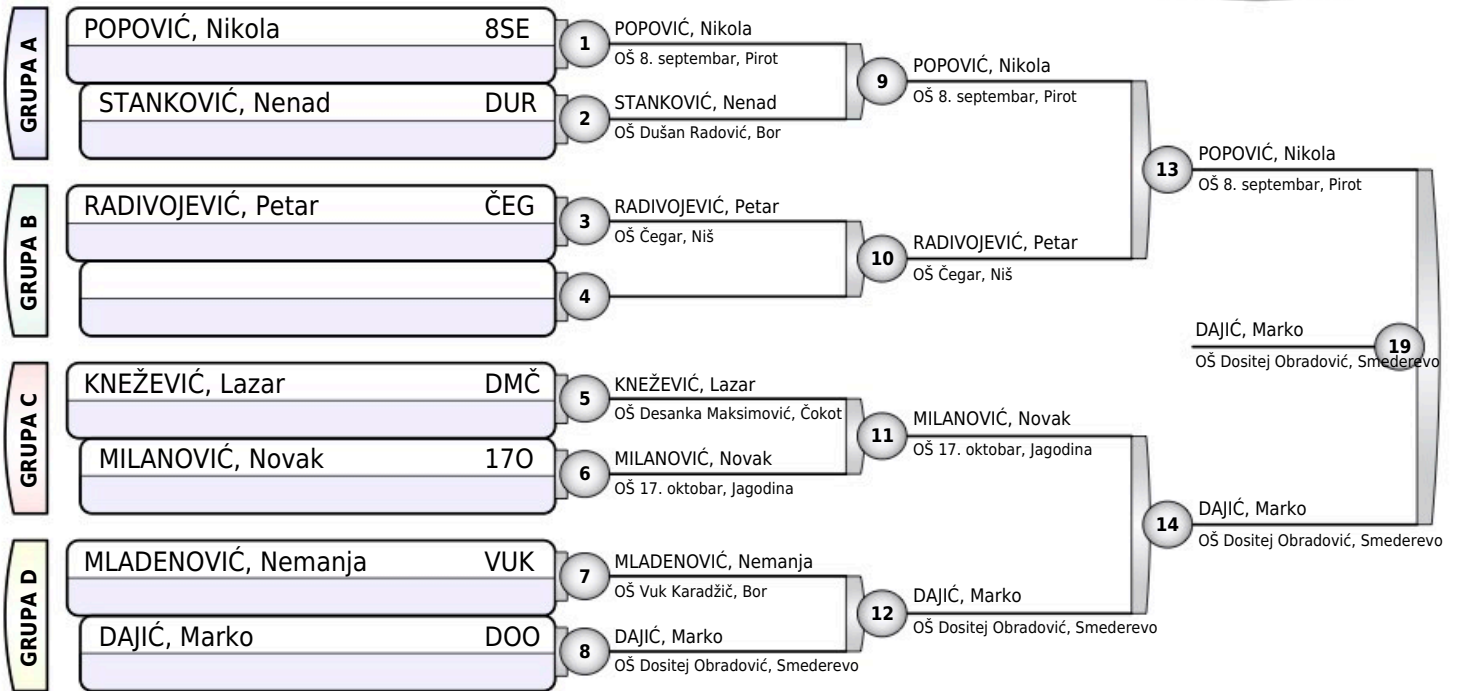 GRUPA A
POPOVIĆ, Nikola 8SE
STANKOVIĆ, Nenad DUR
1
POPOVIĆ, Nikola
OŠ 8. septembar, Pirot
2
STANKOVIĆ, Nenad
OŠ Dušan Radović, Bor
9
POPOVIĆ, Nikola
OŠ 8. septembar, Pirot
GRUPA B
RADIVOJEVIĆ, Petar ČEG
3
RADIVOJEVIĆ, Petar
OŠ Čegar, Niš
4
10
RADIVOJEVIĆ, Petar
OŠ Čegar, Niš
13
POPOVIĆ, Nikola
OŠ 8. septembar, Pirot
GRUPA C
KNEŽEVIĆ, Lazar DMČ
MILANOVIĆ, Novak 17O
5
KNEŽEVIĆ, Lazar
OŠ Desanka Maksimović, Čokot
6
MILANOVIĆ, Novak
OŠ 17. oktobar, Jagodina
11
MILANOVIĆ, Novak
OŠ 17. oktobar, Jagodina
GRUPA D
MLADENOVIĆ, Nemanja VUK
DAJIĆ, Marko DOO
7
MLADENOVIĆ, Nemanja
OŠ Vuk Karadžič, Bor
8
DAJIĆ, Marko
OŠ Dositej Obradović, Smederevo
12
DAJIĆ, Marko
OŠ Dositej Obradović, Smederevo
14
DAJIĆ, Marko
OŠ Dositej Obradović, Smederevo
DAJIĆ, Marko
19
OŠ Dositej Obradović, Smederevo